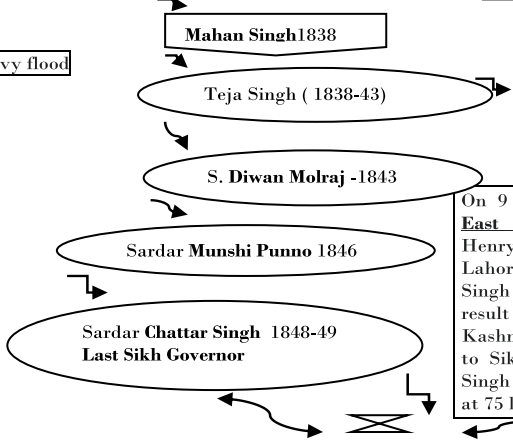 Mahan Singh1838
vy flood
Teja Singh ( 1838-43)
S. Diwan Molraj -1843
Sardar Munshi Punno 1846
Sardar Chattar Singh 1848-49
Last Sikh Governor
On 9
East
Henry
Lahor
Singh
result
Kashn
to Sik
Singh
at 75 l